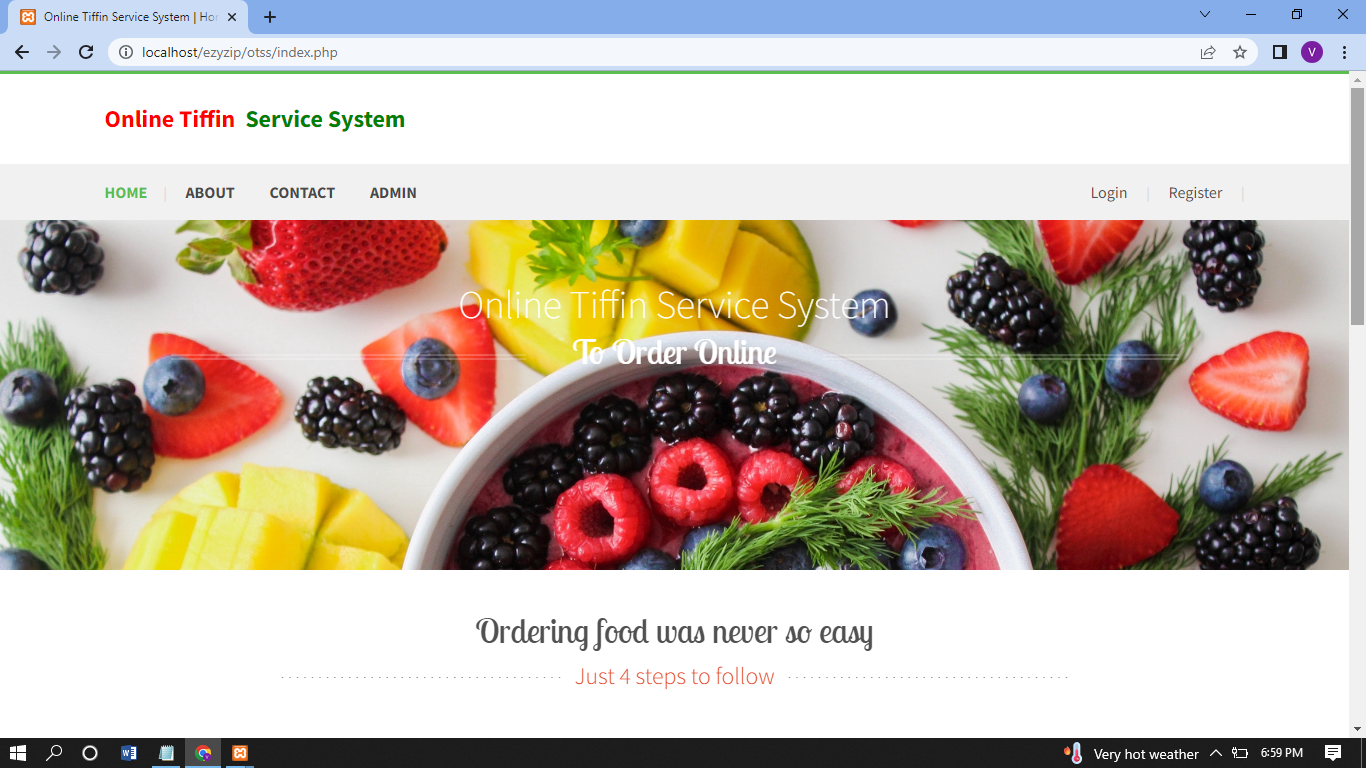 Online Tiffin Service System | Hor
localhost/ezyzip/otss/index.php
V
Online Tiffin Service System
HOME ABOUT CONTACT ADMIN Login Register
Online Tiffin Service System
To Order Online
Ordering food was never so easy
Just 4 steps to follow
Very hot weather 6:59 PM